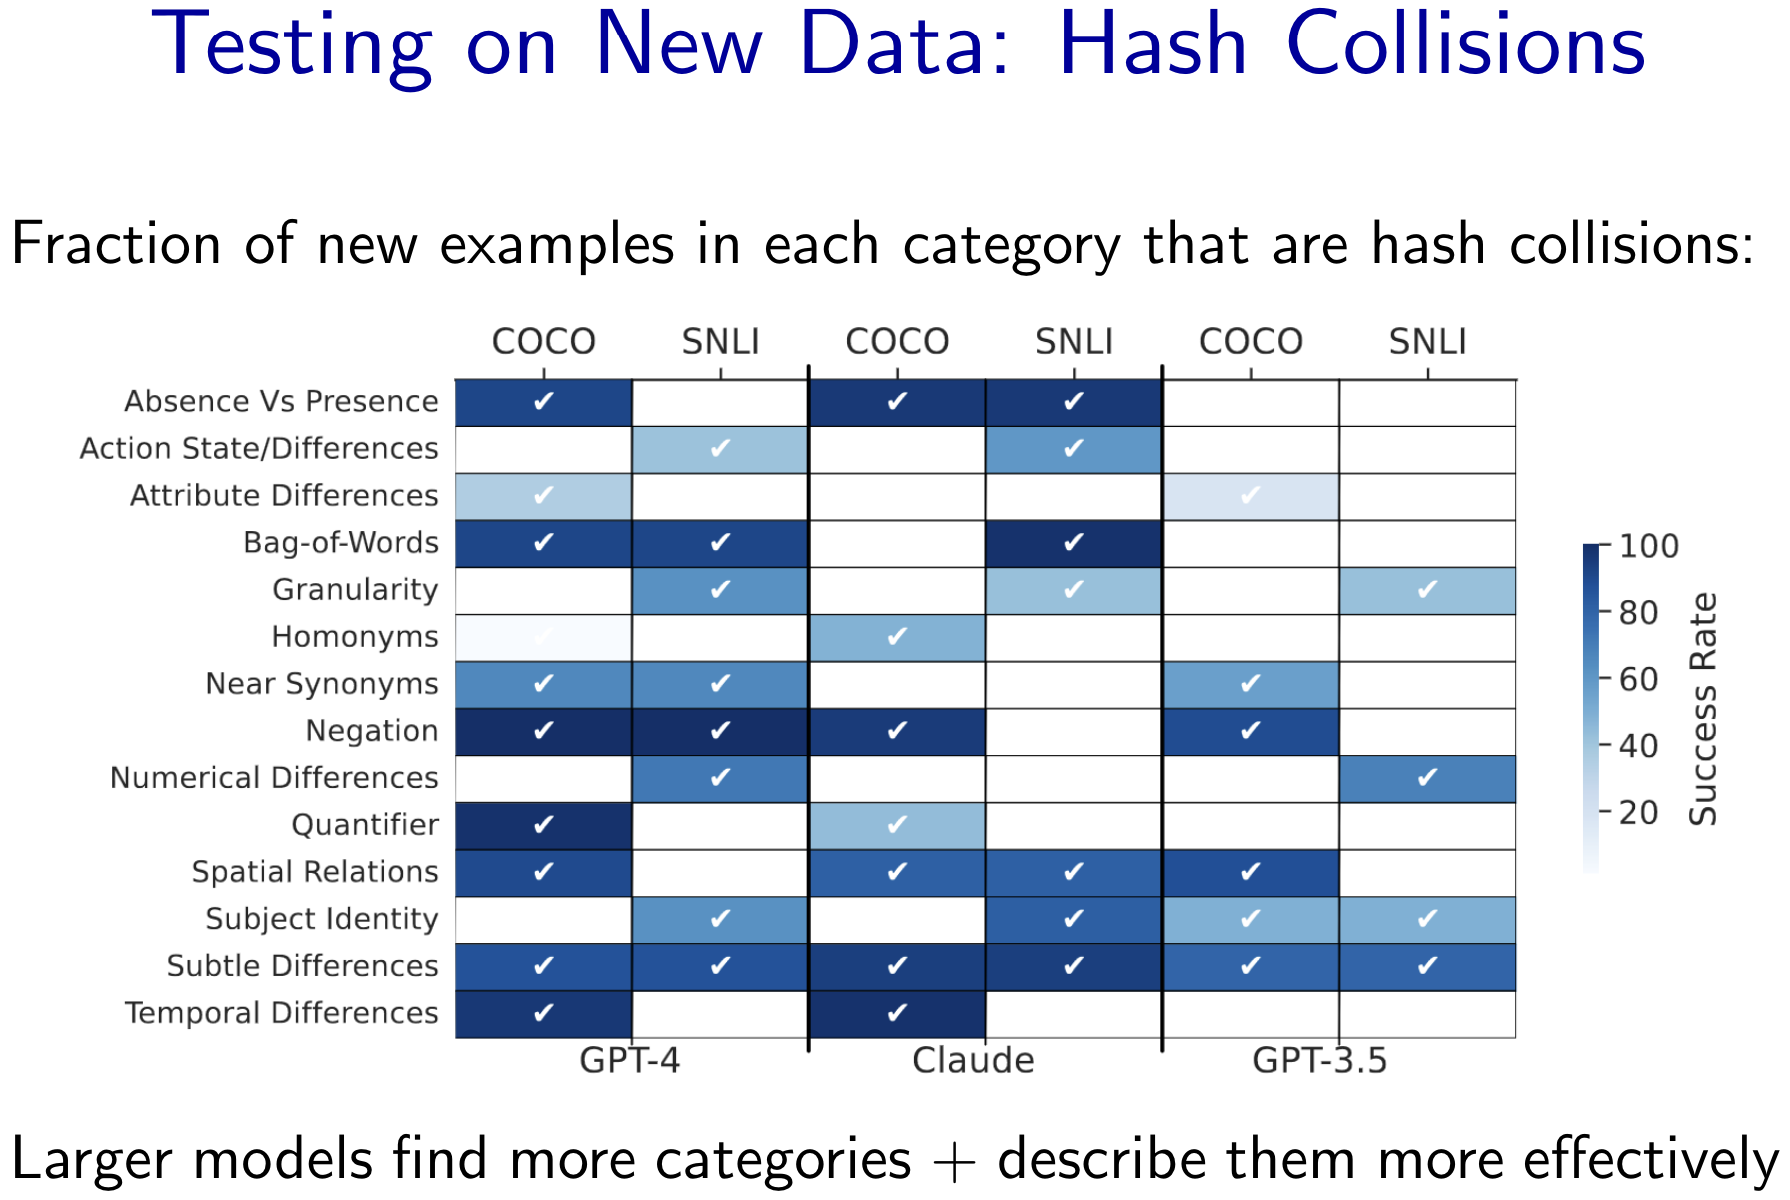 Testing on New Data: Hash Collisions
Fraction of new examples in each category that are hash collisions:
COCO SNLI COCO SNLI COCO SNLI
Absence Vs Presence ✔ ✔ ✔
Action State/Differences ✔ ✔
Attribute Differences ✔ ✔
Bag-of-Words ✔ ✔ ✔
Granularity ✔ ✔ ✔
Homonyms ✔ ✔
Near Synonyms ✔ ✔ ✔
Negation ✔ ✔ ✔ ✔
Numerical Differences ✔ ✔
Quantifier ✔ ✔
Spatial Relations ✔ ✔ ✔ ✔
Subject Identity ✔ ✔ ✔ ✔
Subtle Differences ✔ ✔ ✔ ✔ ✔ ✔
Temporal Differences ✔ ✔
GPT-4 Claude GPT-3.5
100
80
60
40
20
Success Rate
Larger models find more categories + describe them more effectively